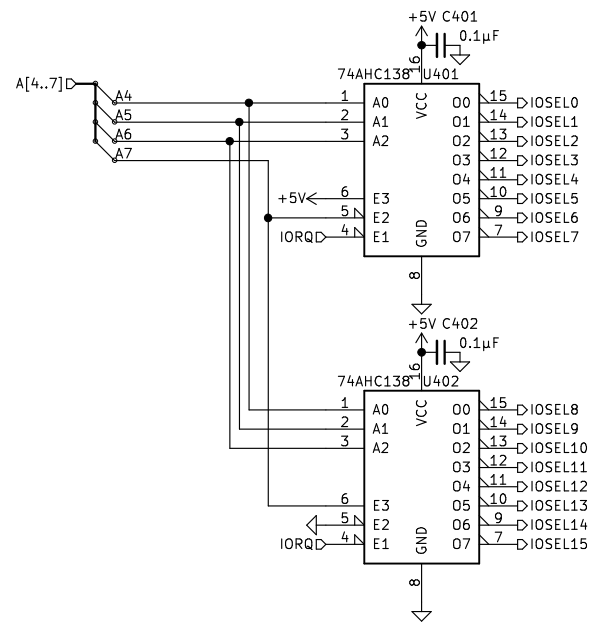 +5V C401
0.1µF
16
74AHC138 U401
A[4..7]
A4 1 A0 VCC O0 15 IOSEL0
A5 2 A1 O1 14 IOSEL1
A6 3 A2 O2 13 IOSEL2
A7 O3 12 IOSEL3
O4 11 IOSEL4
+5V 6 E3 O5 10 IOSEL5
5 E2 O6 9 IOSEL6
IORQ 4 E1 GND O7 7 IOSEL7
8
+5V C402
0.1µF
16
74AHC138 U402
1 A0 VCC O0 15 IOSEL8
2 A1 O1 14 IOSEL9
3 A2 O2 13 IOSEL10
O3 12 IOSEL11
O4 11 IOSEL12
6 E3 O5 10 IOSEL13
5 E2 O6 9 IOSEL14
IORQ 4 E1 GND O7 7 IOSEL15
8